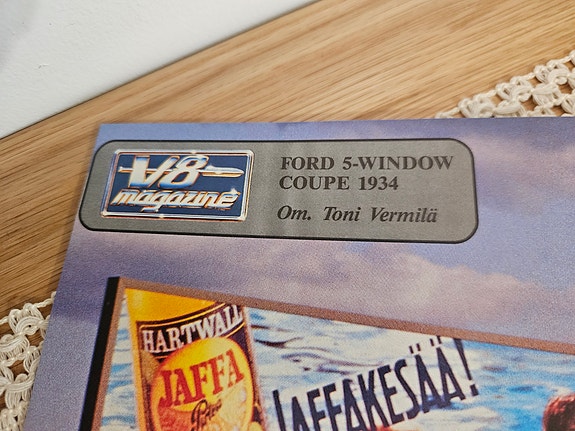 V8
magazine
FORD 5-WINDOW
COUPE 1934
Om. Toni Vermilä
HARTWALL
JAFFA
JAFFAKESÄÄ!